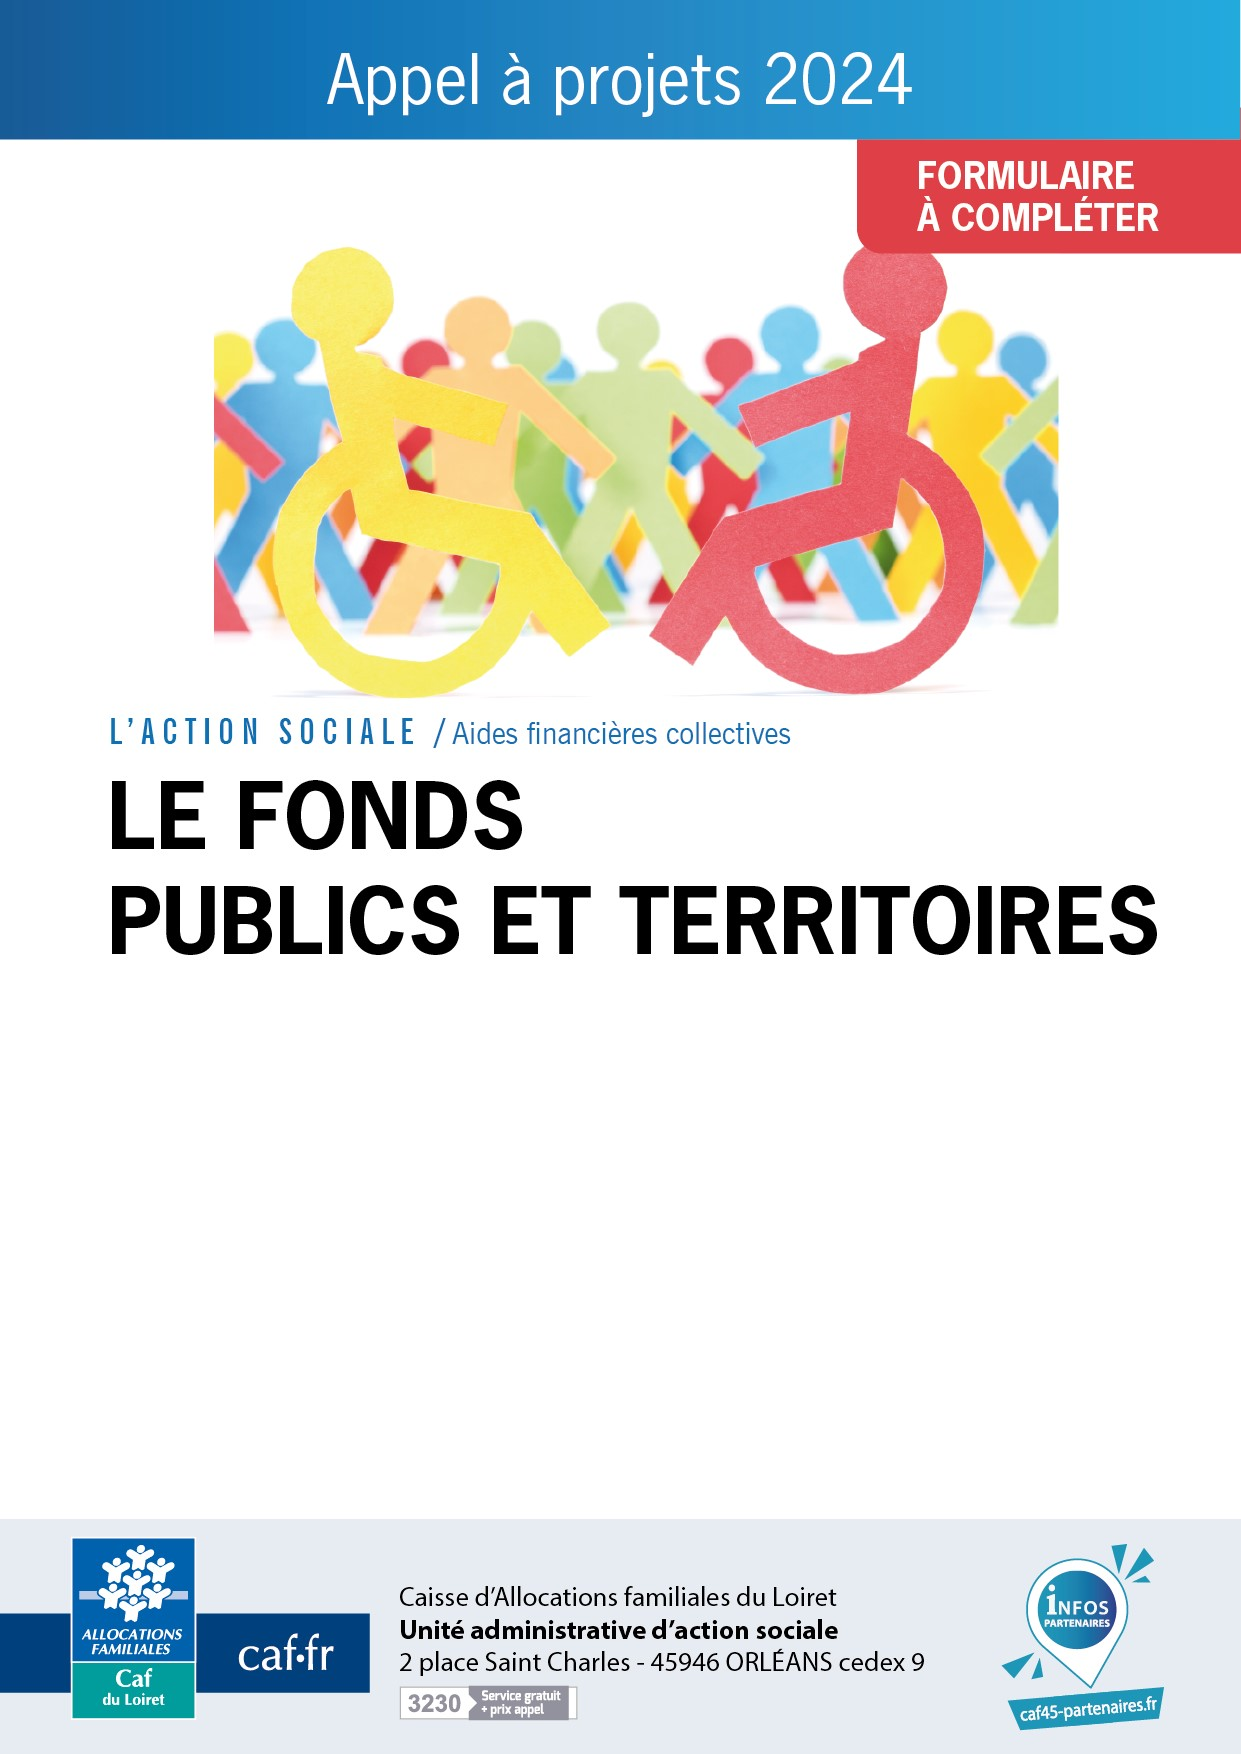 Appel à projets 2024
FORMULAIRE
À COMPLÉTER
L'ACTION SOCIALE / Aides financières collectives
LE FONDS
PUBLICS ET TERRITOIRES
ALLOCATIONS
FAMILIALES
Caf
du Loiret
caf•fr
Caisse d'Allocations familiales du Loiret
Unité administrative d'action sociale
2 place Saint Charles - 45946 ORLÉANS cedex 9
3230 Service gratuit
+ prix appel
iNFOS
PARTENAIRES
caf45-partenaires.fr